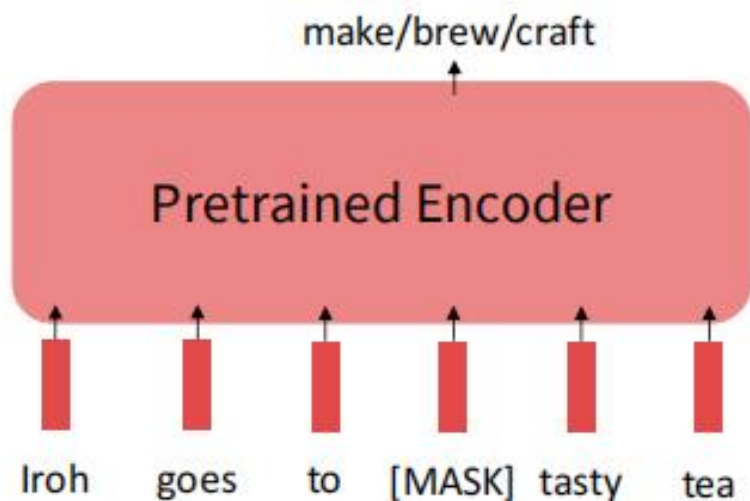 make/brew/craft
Pretrained Encoder
Iroh goes to [MASK] tasty tea